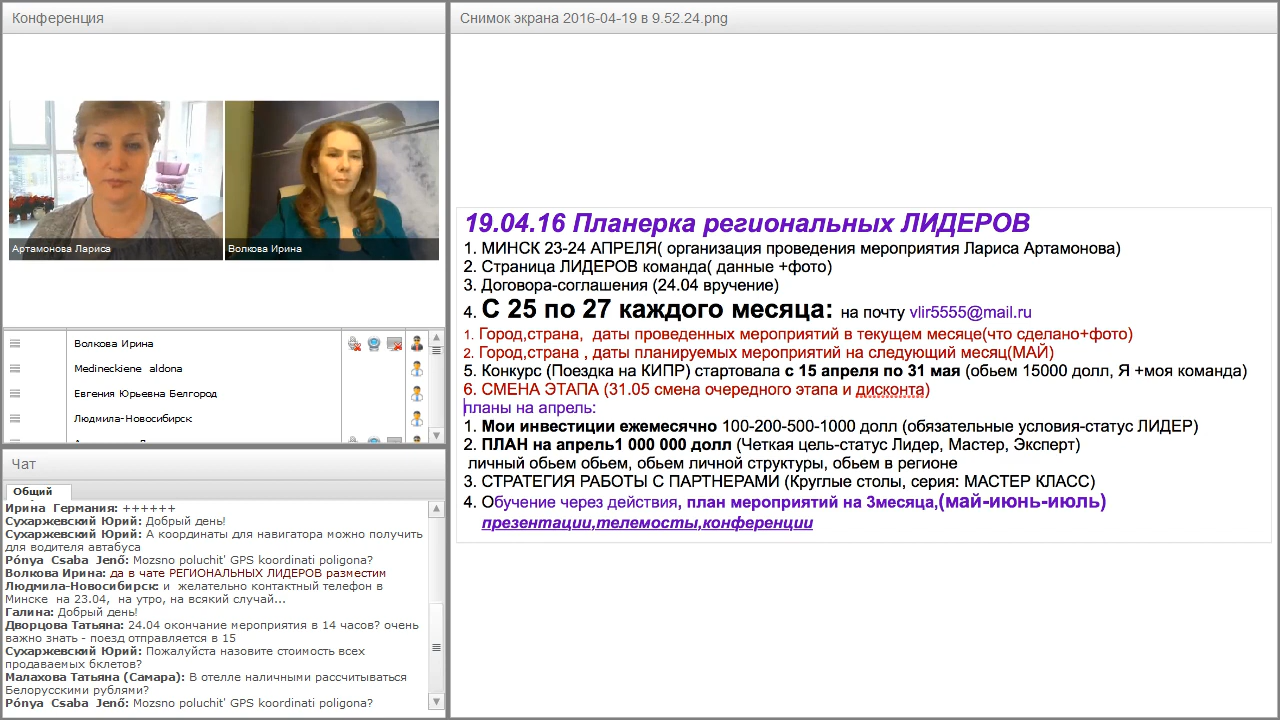 Конференция
Артамонова Лариса
Волкова Ирина
Волкова Ирина
Medineckiene aldona
Евгения Юрьевна Белгород
Людмила-Новосибирск
Чат
Общий
Ирина Германия: ++++++
Сухаржевский Юрий: Добрый день!
Сухаржевский Юрий: А координаты для навигатора можно получить
для водителя автабуса
Pónya Csaba Jenő: Mozsno poluchit' GPS koordinati poligona?
Волкова Ирина: да в чате РЕГИОНАЛЬНЫХ ЛИДЕРОВ разместим
Людмила-Новосибирск: и желательно контактный телефон в
Минске на 23.04, на утро, на всякий случай...
Галина: Добрый день!
Дворцова Татьяна: 24.04 окончание мероприятия в 14 часов? очень
важно знать - поезд отправляется в 15
Сухаржевский Юрий: Пожалуйста назовите стоимость всех
продаваемых бклетов?
Малахова Татьяна (Самара): В отелле наличными рассчитываться
Белорусскими рублями?
Pónya Csaba Jenő: Mozsno poluchit' GPS koordinati poligona?
Снимок экрана 2016-04-19 в 9.52.24.png
19.04.16 Планерка региональных ЛИДЕРОВ
1. МИНСК 23-24 АПРЕЛЯ( организация проведения мероприятия Лариса Артамонова)
2. Страница ЛИДЕРОВ команда( данные +фото)
3. Договора-соглашения (24.04 вручение)
4. С 25 по 27 каждого месяца: на почту vlir5555@mail.ru
1. Город,страна, даты проведенных мероприятий в текущем месяце(что сделано+фото)
2. Город,страна , даты планируемых мероприятий на следующий месяц(МАЙ)
5. Конкурс (Поездка на КИПР) стартовала с 15 апреля по 31 мая (обьем 15000 долл, Я +моя команда)
6. СМЕНА ЭТАПА (31.05 смена очередного этапа и дисконта)
планы на апрель:
1. Мои инвестиции ежемесячно 100-200-500-1000 долл (обязательные условия-статус ЛИДЕР)
2. ПЛАН на апрель1 000 000 долл (Четкая цель-статус Лидер, Мастер, Эксперт)
личный обьем обьем, обьем личной структуры, обьем в регионе
3. СТРАТЕГИЯ РАБОТЫ С ПАРТНЕРАМИ (Круглые столы, серия: МАСТЕР КЛАСС)
4. Обучение через действия, план мероприятий на 3месяца,(май-июнь-июль)
презентации,телемосты,конференции